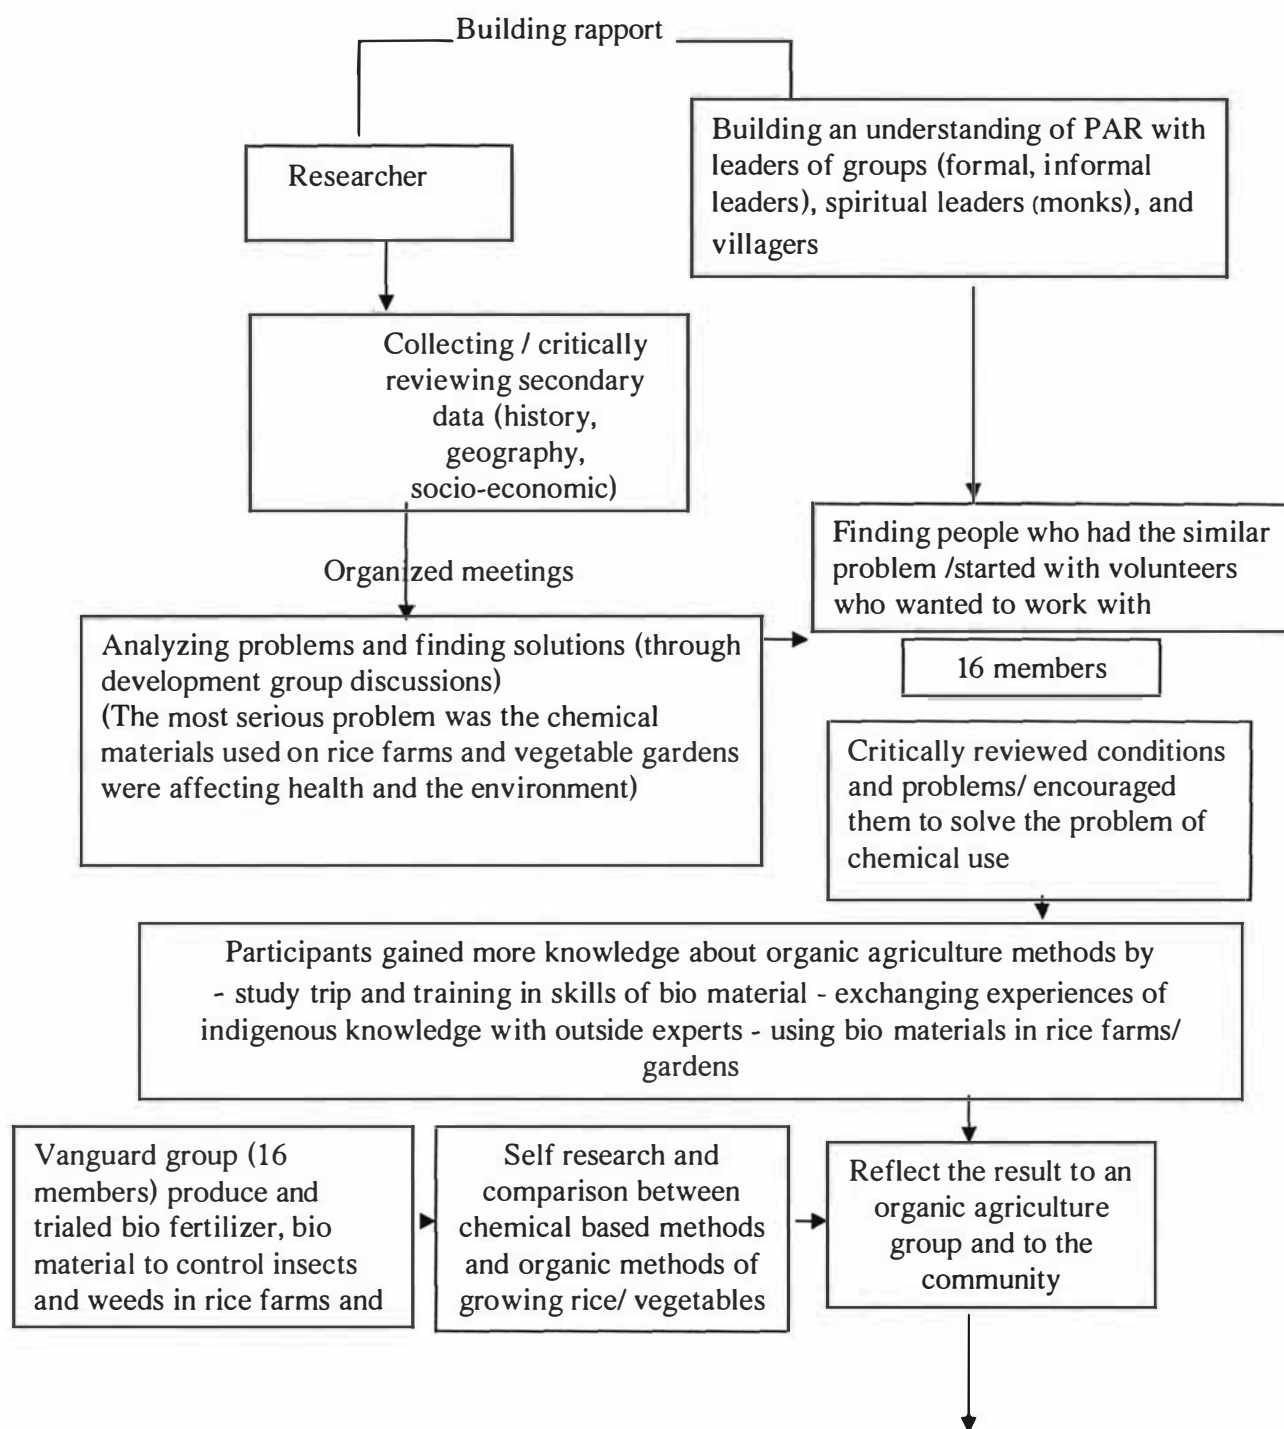 Building rapport
Researcher
Building an understanding of PAR with
leaders of groups (formal, informal
leaders), spiritual leaders (monks), and
villagers
Collecting / critically
reviewing secondary
data (history,
geography,
socio-economic)
Organized meetings
Finding people who had the similar
problem /started with volunteers
who wanted to work with
Analyzing problems and finding solutions (through
development group discussions)
(The most serious problem was the chemical
materials used on rice farms and vegetable gardens
were affecting health and the environment)
16 members
Critically reviewed conditions
and problems/ encouraged
them to solve the problem of
chemical use
Participants gained more knowledge about organic agriculture methods by
- study trip and training in skills of bio material - exchanging experiences of
indigenous knowledge with outside experts - using bio materials in rice farms/
gardens
Vanguard group (16
members) produce and
trialed bio fertilizer, bio
material to control insects
and weeds in rice farms and
Self research and
comparison between
chemical based methods
and organic methods of
growing rice/ vegetables
Reflect the result to an
organic agriculture
group and to the
community